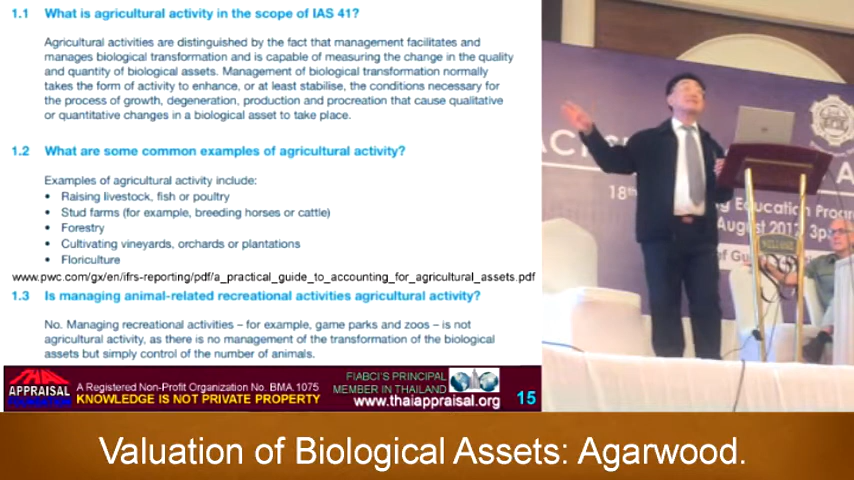 1.1 What is agricultural activity in the scope of IAS 41?
Agricultural activities are distinguished by the fact that management facilitates and
manages biological transformation and is capable of measuring the change in the quality
and quantity of biological assets. Management of biological transformation normally
takes the form of activity to enhance, or at least stabilise, the conditions necessary for
the process of growth, degeneration, production and procreation that cause qualitative
or quantitative changes in a biological asset to take place.
1.2 What are some common examples of agricultural activity?
Examples of agricultural activity include:
• Raising livestock, fish or poultry
• Stud farms (for example, breeding horses or cattle)
• Forestry
• Cultivating vineyards, orchards or plantations
• Floriculture
www.pwc.com/gx/en/ifrs-reporting/pdf/a_practical_guide_to_accounting_for_agricultural_assets.pdf
1.3 Is managing animal-related recreational activities agricultural activity?
No. Managing recreational activities – for example, game parks and zoos – is not
agricultural activity, as there is no management of the transformation of the biological
assets but simply control of the number of animals.
THAI
APPRAISAL
FOUNDATION
A Registered Non-Profit Organization No. BMA.1075
KNOWLEDGE IS NOT PRIVATE PROPERTY
FIABCI'S PRINCIPAL
MEMBER IN THAILAND
www.thaiappraisal.org
15
18th
g Education Progra
August 2012, 3p
of Gu
Valuation of Biological Assets: Agarwood.